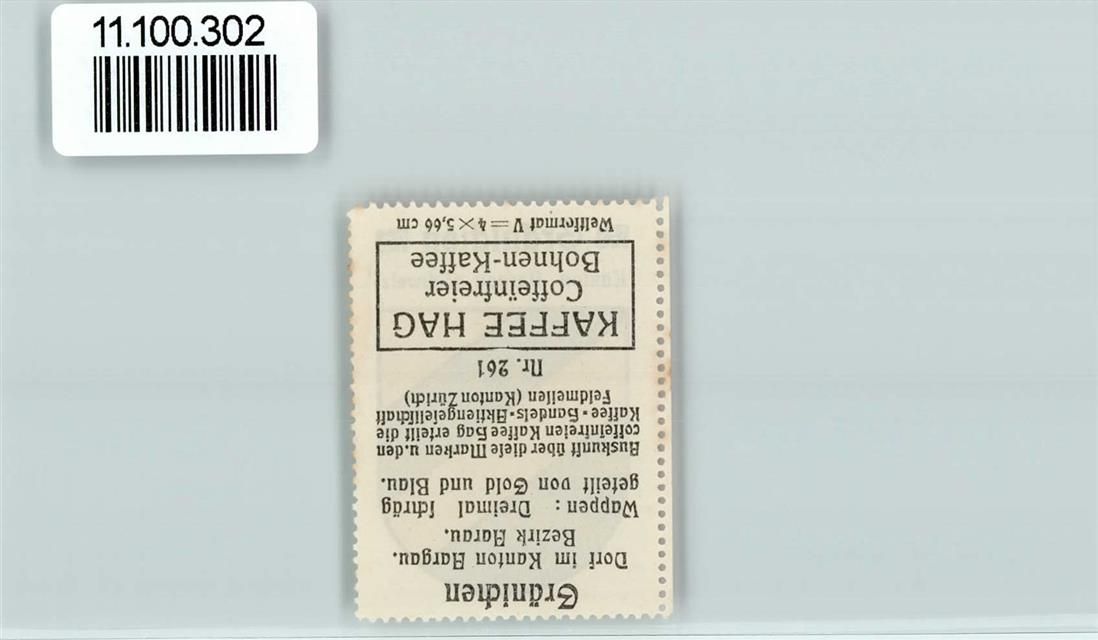 11.100.302
Gränichen
Dorf im Kanton Aargau.
Bezirk Aarau.
Wappen: Dreimal schräg
geteilt von Gold und Blau.
Auskunft über diese Marken u. den
coffeinfreien Kaffee Hag erteilt die
Kaffee-Handels-Aktiengesellschaft
Feldmeilen (Kanton Zürich)
Nr. 261
KAFFEE HAG
Coffeïnfreier
Bohnen-Kaffee
Weltformat V = 4 × 5,66 cm